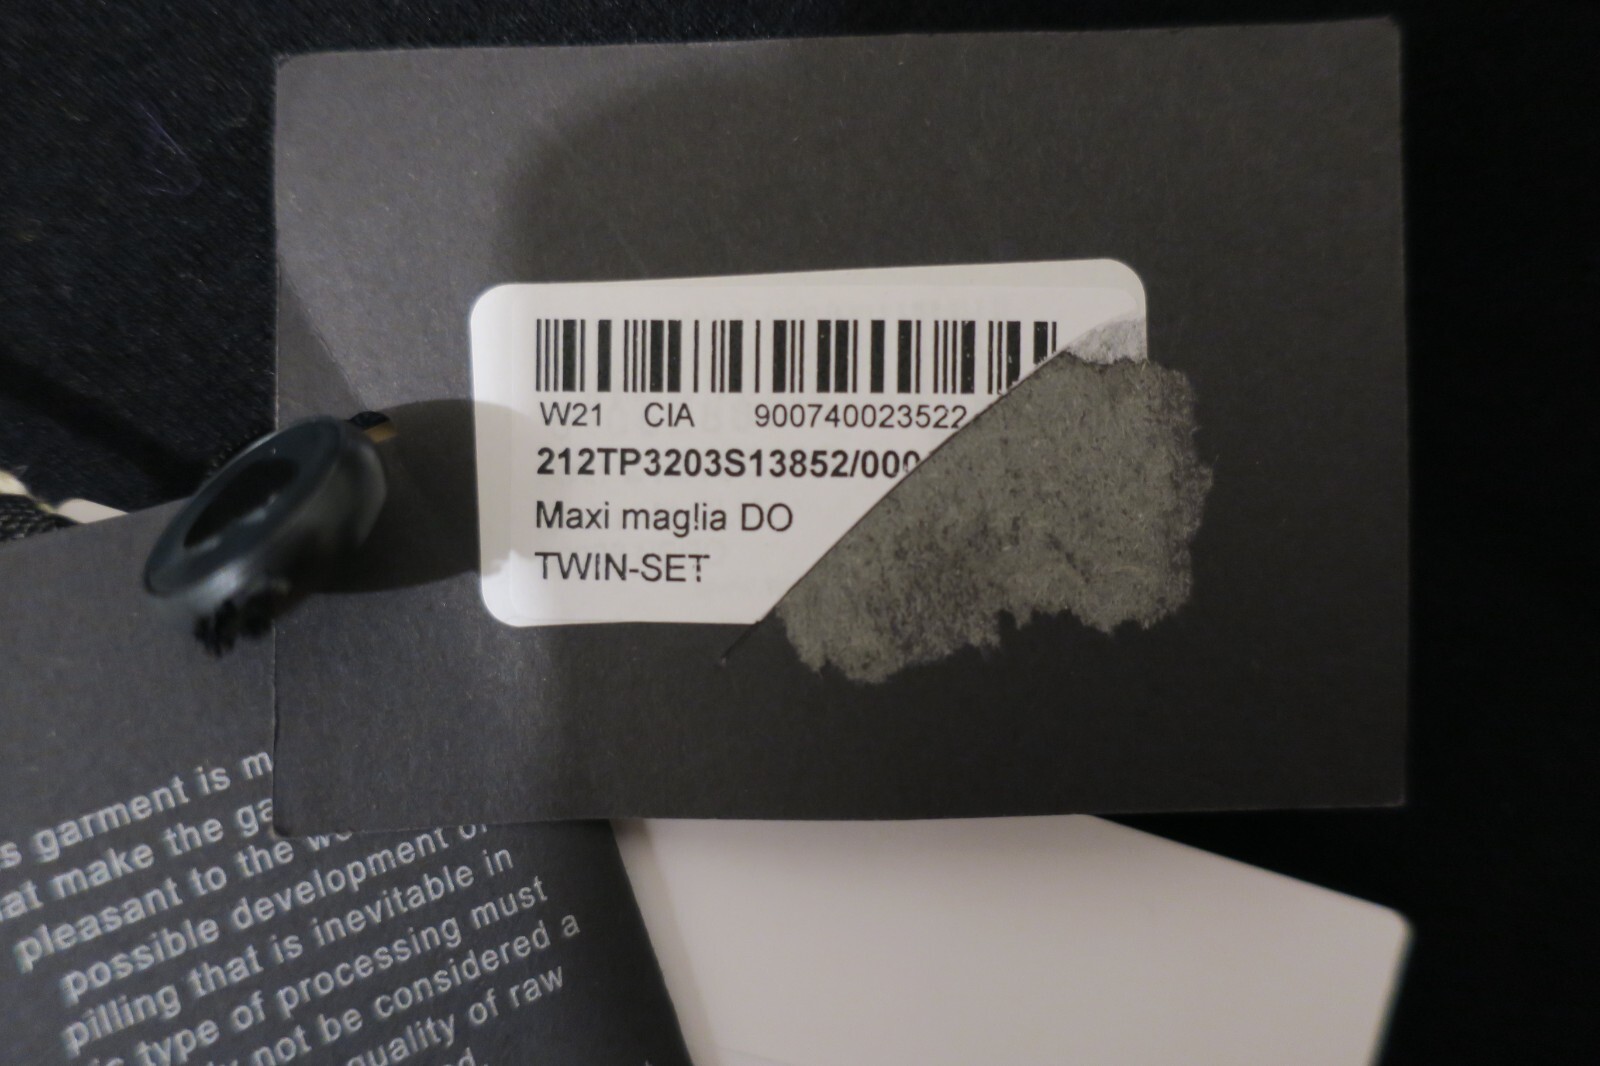 W21 CIA 900740023522
212TP3203S13852/000
Maxi maglia DO
TWIN-SET
garment is
make the
pleasant to the
possible development
pilling that is inevitable in
type of processing must
not be considered a
quality of raw